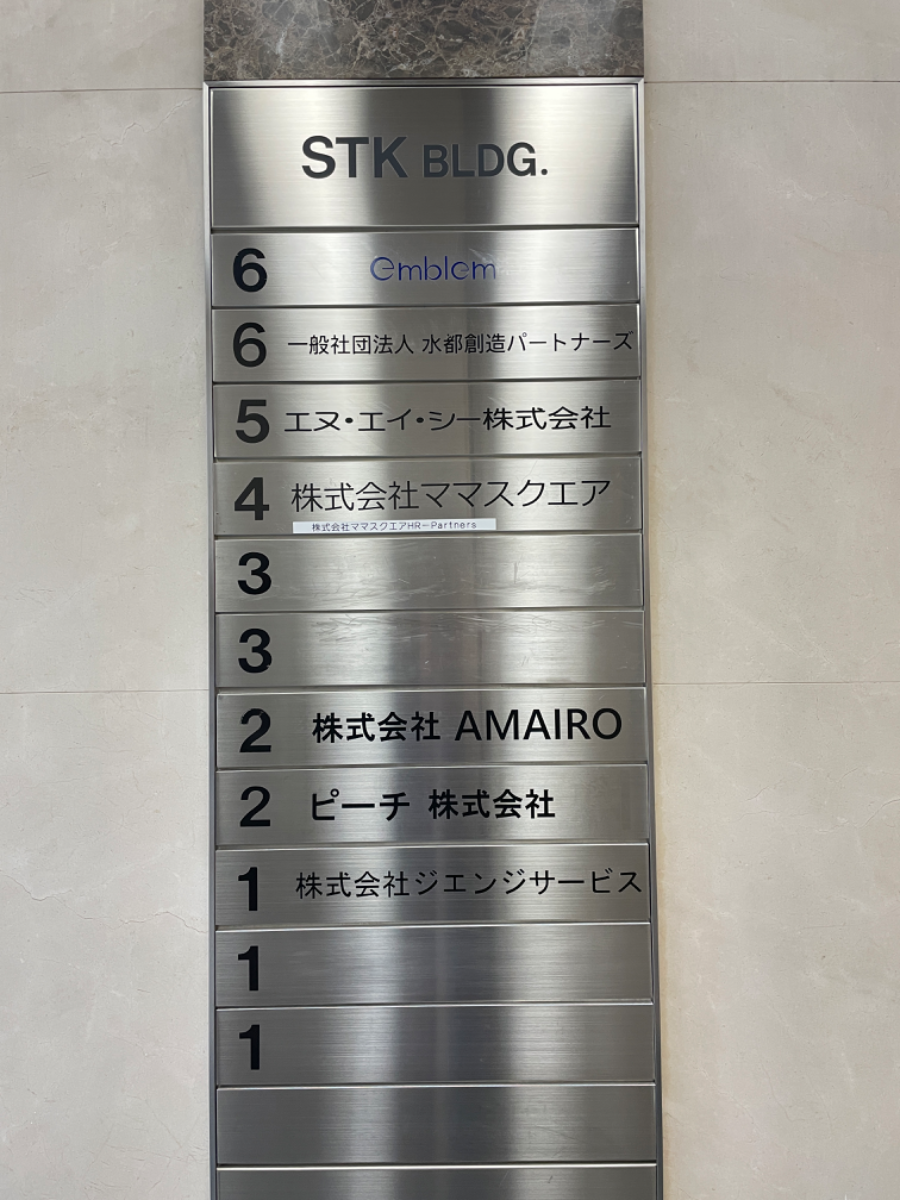 STK BLDG.
6 emblem
6 一般社団法人 水都創造パートナーズ
5 エヌ・エイ・シー株式会社
4 株式会社ママスクエア
株式会社ママスクエアHR－Partners
3
3
2 株式会社 AMAIRO
2 ピーチ 株式会社
1 株式会社ジエンジサービス
1
1